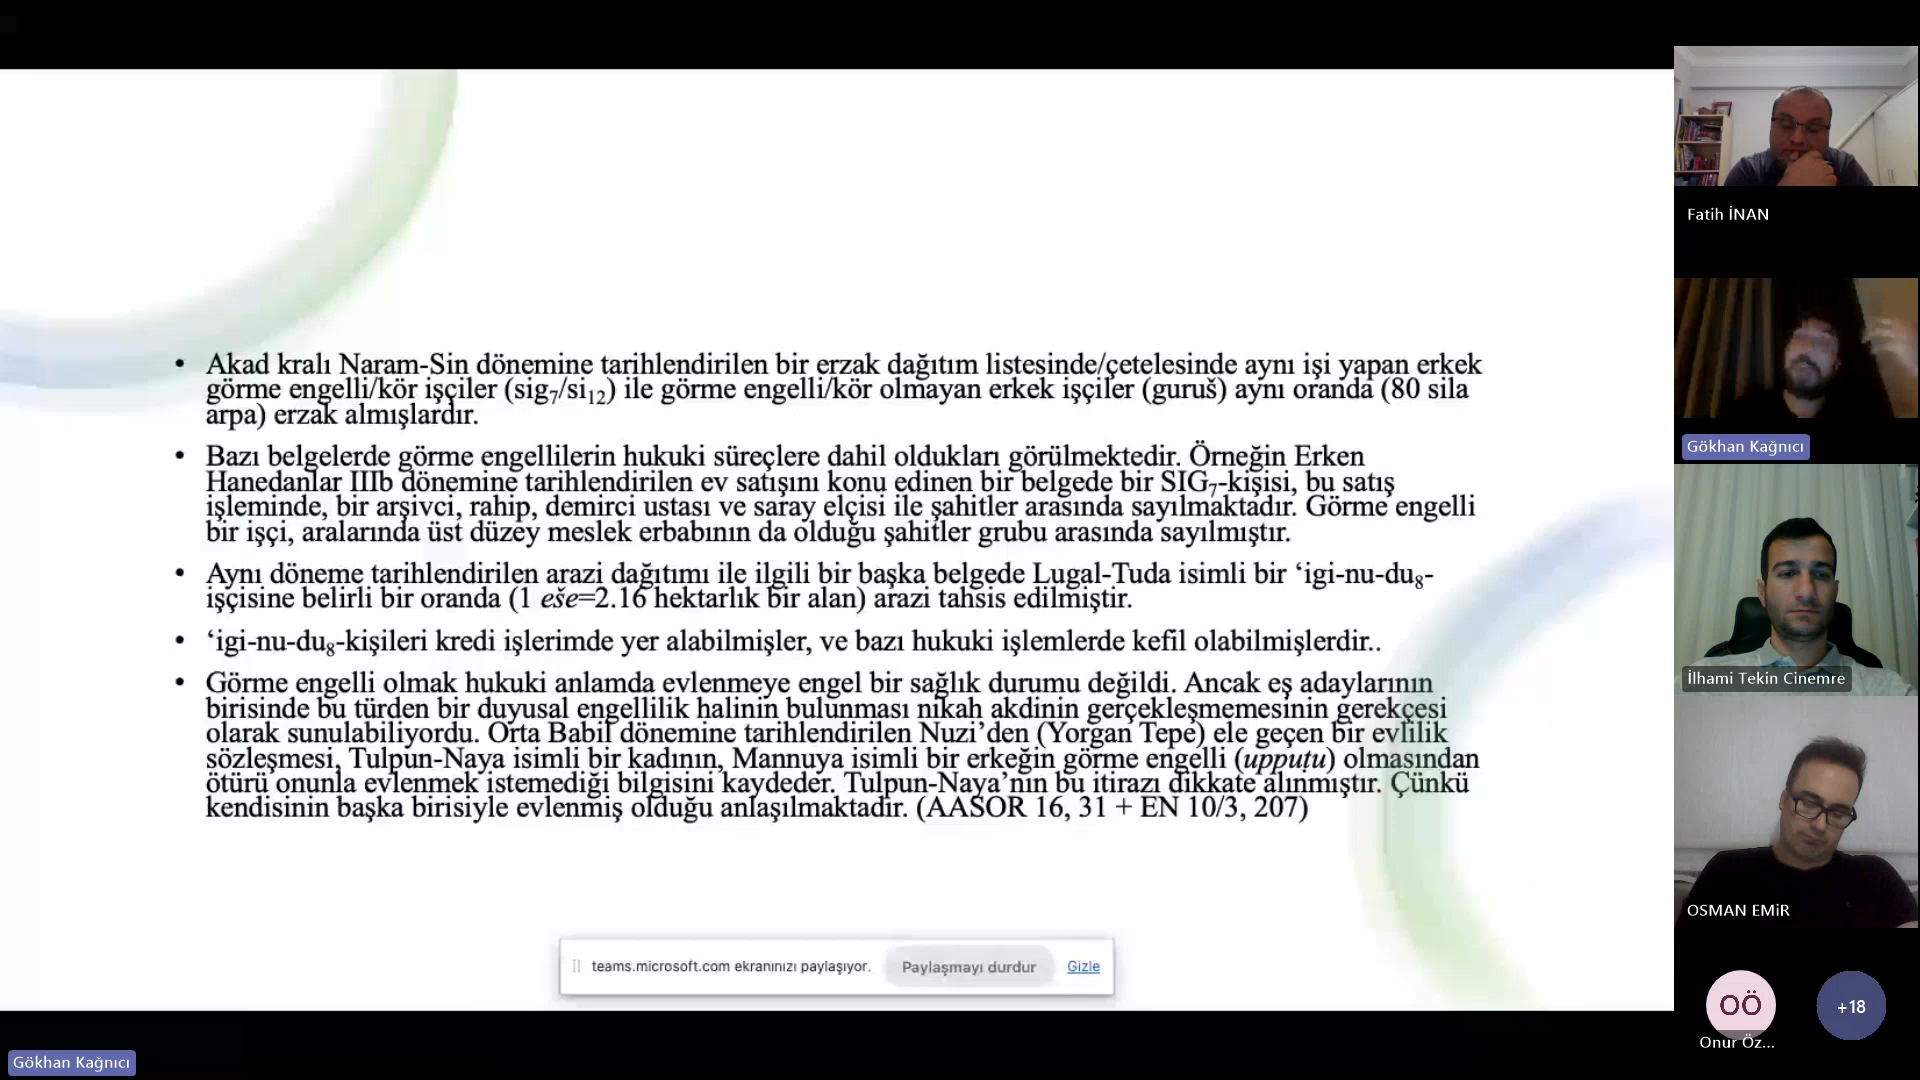 • Akad kralı Naram-Sin dönemine tarihlendirilen bir erzak dağıtım listesinde/çetelesinde aynı işi yapan erkek
görme engelli/kör işçiler (sig₇/si₁₂) ile görme engelli/kör olmayan erkek işçiler (guruš) aynı oranda (80 sila
arpa) erzak almışlardır.
• Bazı belgelerde görme engellilerin hukuki süreçlere dahil oldukları görülmektedir. Örneğin Erken
Hanedanlar IIIb dönemine tarihlendirilen ev satışını konu edinen bir belgede bir SIG₇-kişisi, bu satış
işleminde, bir arşivci, rahip, demirci ustası ve saray elçisi ile şahitler arasında sayılmaktadır. Görme engelli
bir işçi, aralarında üst düzey meslek erbabının da olduğu şahitler grubu arasında sayılmıştır.
• Aynı döneme tarihlendirilen arazi dağıtımı ile ilgili bir başka belgede Lugal-Tuda isimli bir ‘igi-nu-du₈-
işçisine belirli bir oranda (1 eše=2.16 hektarlık bir alan) arazi tahsis edilmiştir.
• ‘igi-nu-du₈-kişileri kredi işlerimde yer alabilmişler, ve bazı hukuki işlemlerde kefil olabilmişlerdir..
• Görme engelli olmak hukuki anlamda evlenmeye engel bir sağlık durumu değildi. Ancak eş adaylarının
birisinde bu türden bir duyusal engellilik halinin bulunması nikah akdinin gerçekleşmemesinin gerekçesi
olarak sunulabiliyordu. Orta Babil dönemine tarihlendirilen Nuzi’den (Yorgan Tepe) ele geçen bir evlilik
sözleşmesi, Tulpun-Naya isimli bir kadının, Mannuya isimli bir erkeğin görme engelli (upputu) olmasından
ötürü onunla evlenmek istemediği bilgisini kaydeder. Tulpun-Naya’nin bu itirazı dikkate alınmıştır. Çünkü
kendisinin başka birisiyle evlenmiş olduğu anlaşılmaktadır. (AASOR 16, 31 + EN 10/3, 207)
teams.microsoft.com ekranınızı paylaşıyor. Paylaşmayı durdur Gizle
Gökhan Kağnıcı
Fatih İNAN
Gökhan Kağnıcı
İlhami Tekin Cinemre
OSMAN EMiR
OÖ +18
Onur Öz...